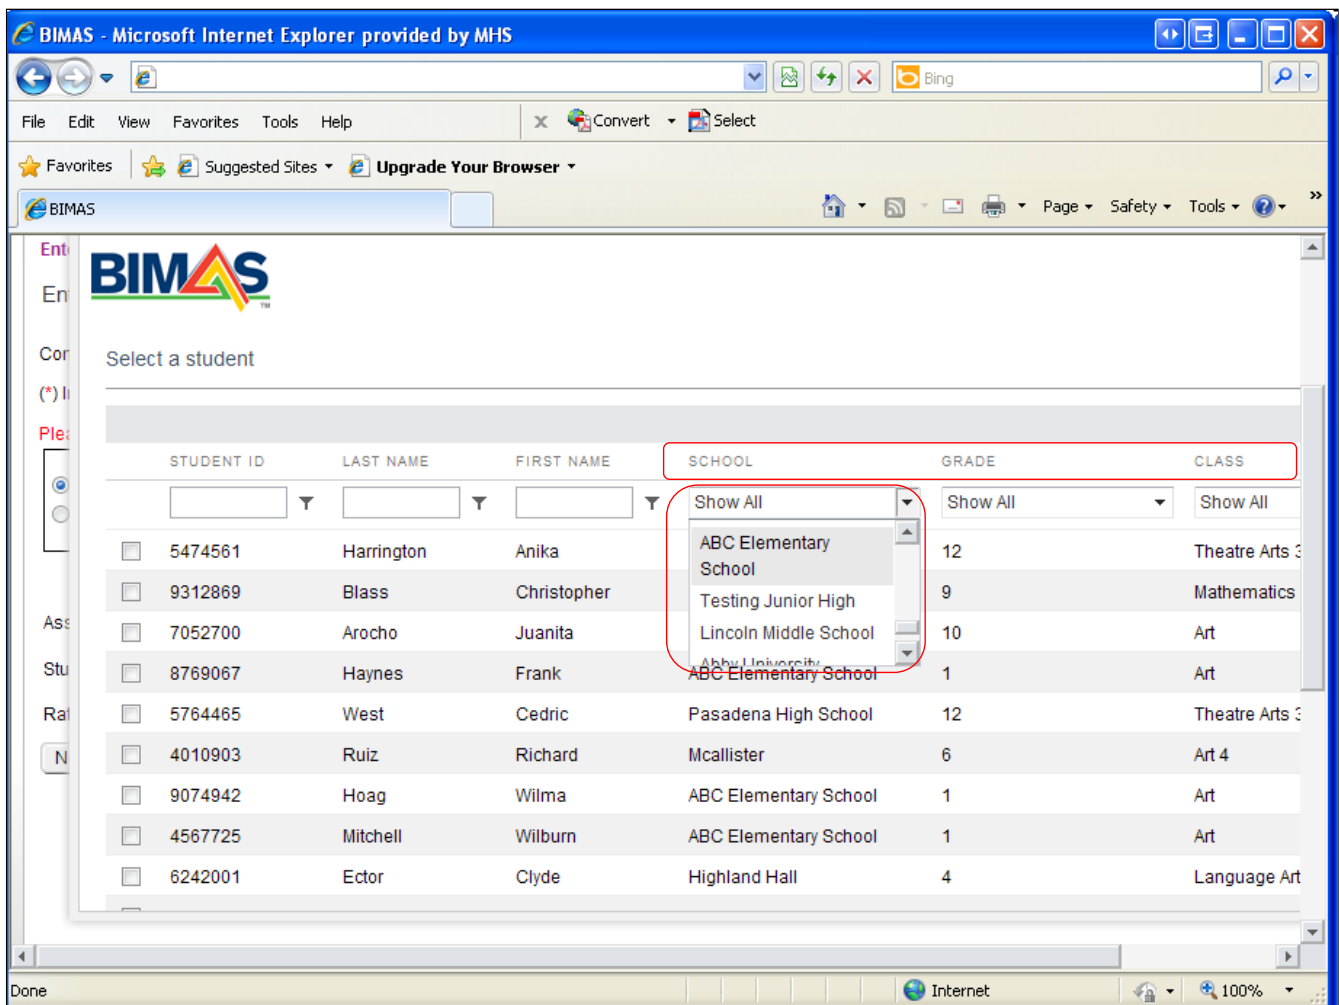 BIMAS - Microsoft Internet Explorer provided by MHS
Bing
File Edit View Favorites Tools Help x Convert Select
Favorites Suggested Sites Upgrade Your Browser
BIMAS Page Safety Tools »
BIMAS TM
Select a student
(*)
STUDENT ID LAST NAME FIRST NAME SCHOOL GRADE CLASS
Show All Show All Show All
ABC Elementary
School
Testing Junior High
Lincoln Middle School
Abby University
5474561 Harrington Anika 12 Theatre Arts 3
9312869 Blass Christopher 9 Mathematics
7052700 Arocho Juanita 10 Art
8769067 Haynes Frank ABC Elementary School 1 Art
5764465 West Cedric Pasadena High School 12 Theatre Arts 3
4010903 Ruiz Richard Mcallister 6 Art 4
9074942 Hoag Wilma ABC Elementary School 1 Art
4567725 Mitchell Wilburn ABC Elementary School 1 Art
6242001 Ector Clyde Highland Hall 4 Language Art
Done Internet 100%